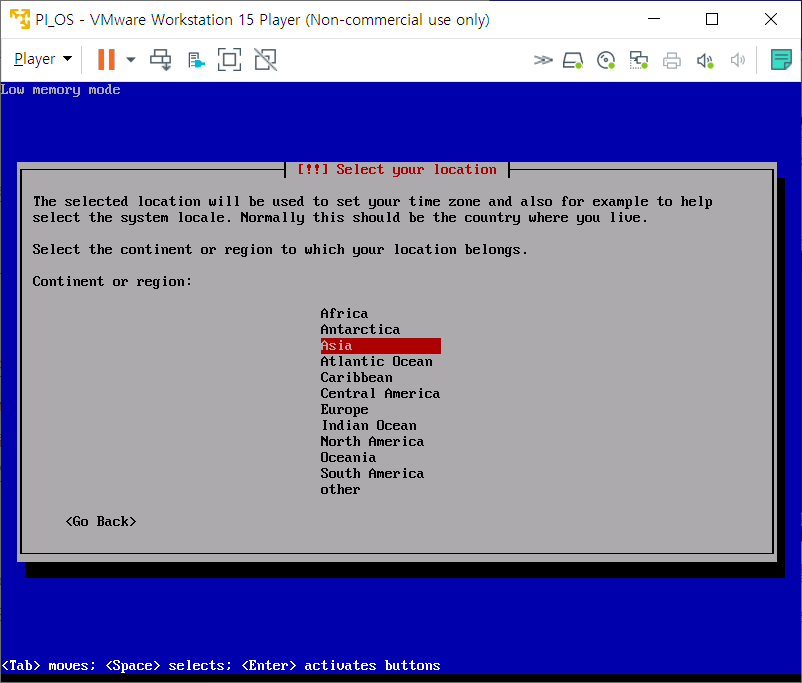 PI_OS - VMware Workstation 15 Player (Non-commercial use only)
Player
Low memory mode
[!!] Select your location
The selected location will be used to set your time zone and also for example to help
select the system locale. Normally this should be the country where you live.
Select the continent or region to which your location belongs.
Continent or region:
Africa
Antarctica
Asia
Atlantic Ocean
Caribbean
Central America
Europe
Indian Ocean
North America
Oceania
South America
other
<Go Back>
<Tab> moves; <Space> selects; <Enter> activates buttons